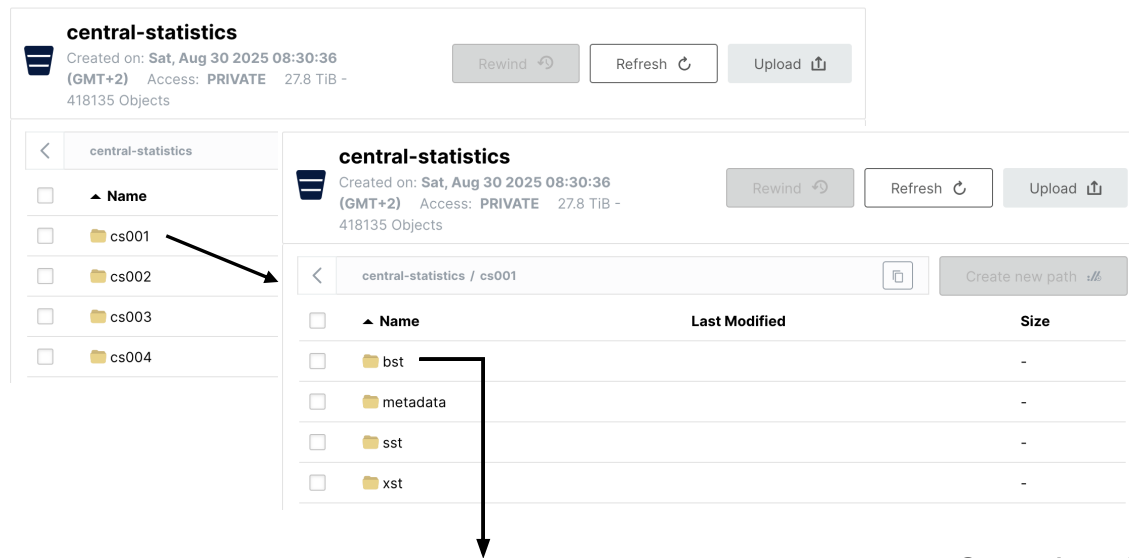 central-statistics
Created on: Sat, Aug 30 2025 08:30:36
(GMT+2) Access: PRIVATE 27.8 TiB -
418135 Objects
Rewind
Refresh
Upload
central-statistics
Name
cs001
cs002
cs003
cs004
central-statistics
Created on: Sat, Aug 30 2025 08:30:36
(GMT+2) Access: PRIVATE 27.8 TiB -
418135 Objects
Rewind
Refresh
Upload
central-statistics / cs001
Create new path
Name Last Modified Size
bst -
metadata -
sst -
xst -